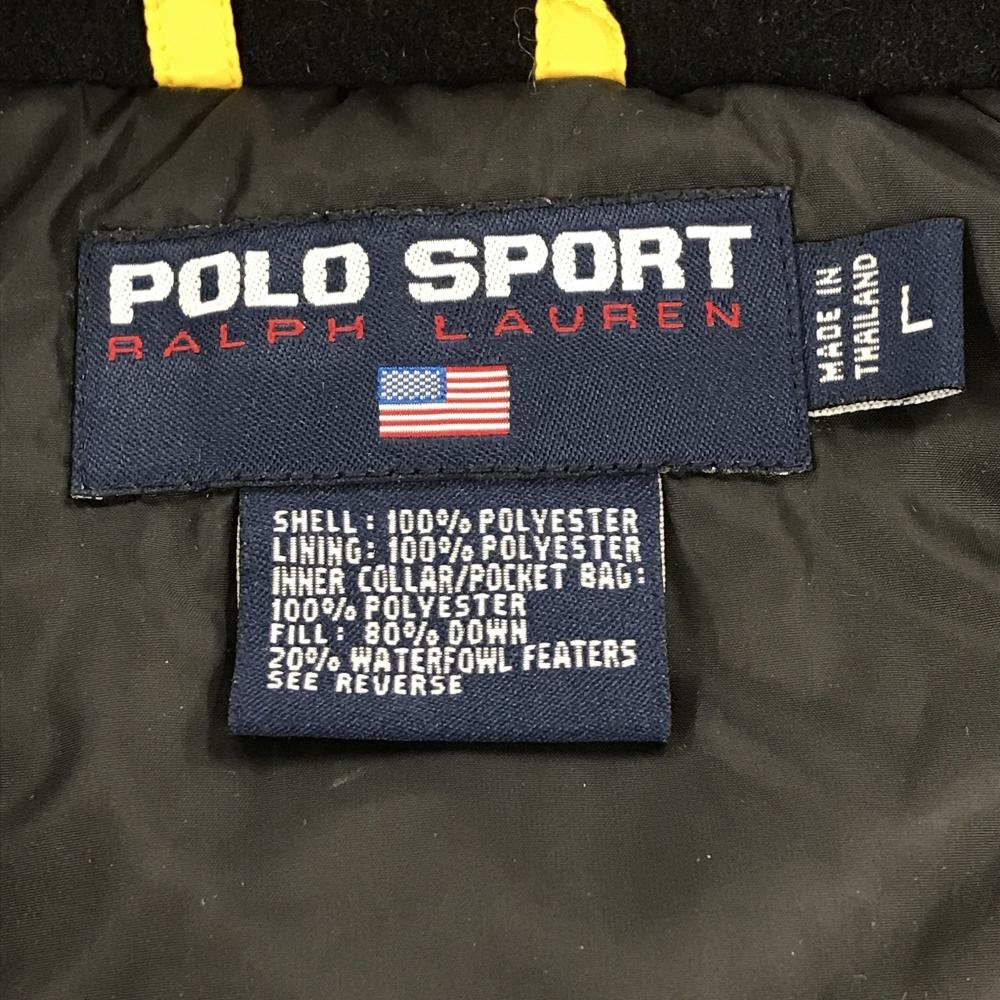 POLO SPORT
RALPH LAUREN
MADE IN
THAILAND
L
SHELL: 100% POLYESTER
LINING: 100% POLYESTER
INNER COLLAR/POCKET BAG:
100% POLYESTER
FILL: 80% DOWN
20% WATERFOWL FEATERS
SEE REVERSE